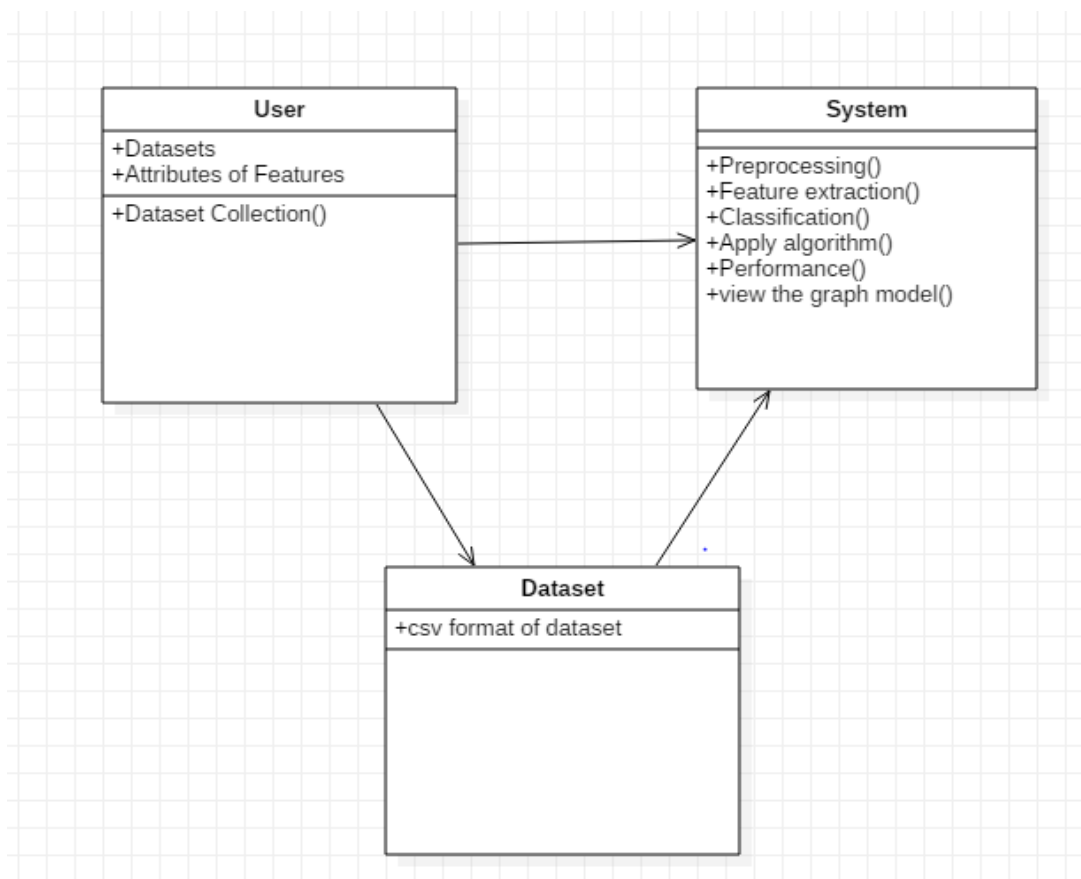 User
+Datasets
+Attributes of Features
+Dataset Collection()
System
+Preprocessing()
+Feature extraction()
+Classification()
+Apply algorithm()
+Performance()
+view the graph model()
Dataset
+csv format of dataset